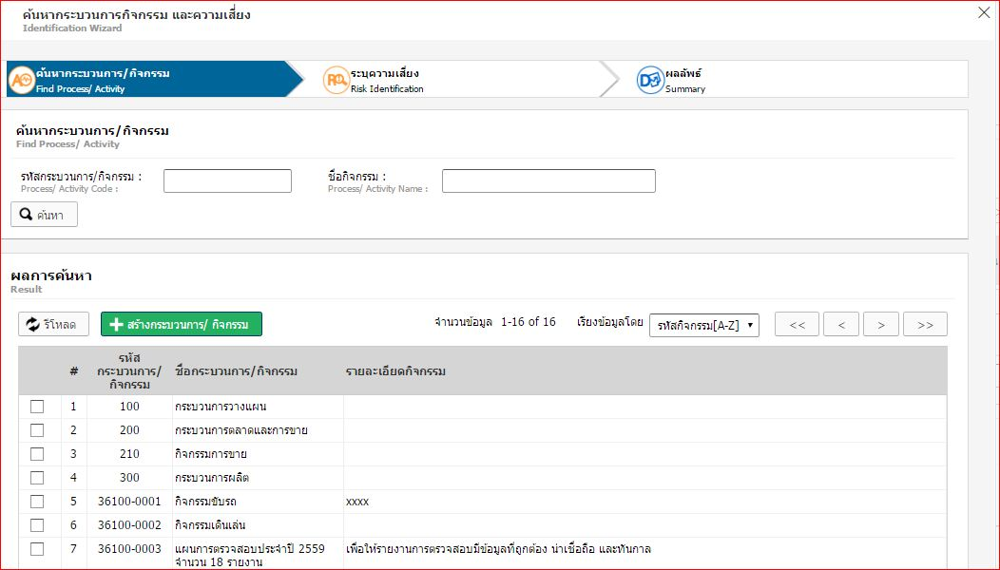 ค้นหากระบวนการกิจกรรม และความเสี่ยง
Identification Wizard
ค้นหากระบวนการ/กิจกรรม
Find Process/ Activity
ระบุความเสี่ยง
Risk Identification
ผลลัพธ์
Summary
ค้นหากระบวนการ/กิจกรรม
Find Process/ Activity
รหัสกระบวนการ/กิจกรรม :
Process/ Activity Code :
ชื่อกิจกรรม :
Process/ Activity Name :
ค้นหา
ผลการค้นหา
Result
รีโหลด
สร้างกระบวนการ/ กิจกรรม
จำนวนข้อมูล 1-16 of 16 เรียงข้อมูลโดย รหัสกิจกรรม[A-Z] << < > >>
# รหัส กระบวนการ/ กิจกรรม ชื่อกระบวนการ/กิจกรรม รายละเอียดกิจกรรม
1 100 กระบวนการวางแผน
2 200 กระบวนการตลาดและการขาย
3 210 กิจกรรมการขาย
4 300 กระบวนการผลิต
5 36100-0001 กิจกรรมขับรถ xxxx
6 36100-0002 กิจกรรมเดินเล่น
7 36100-0003 แผนการตรวจสอบประจำปี 2559 เพื่อให้รายงานการตรวจสอบมีข้อมูลที่ถูกต้อง น่าเชื่อถือ และทันกาล
จำนวน 18 รายงาน